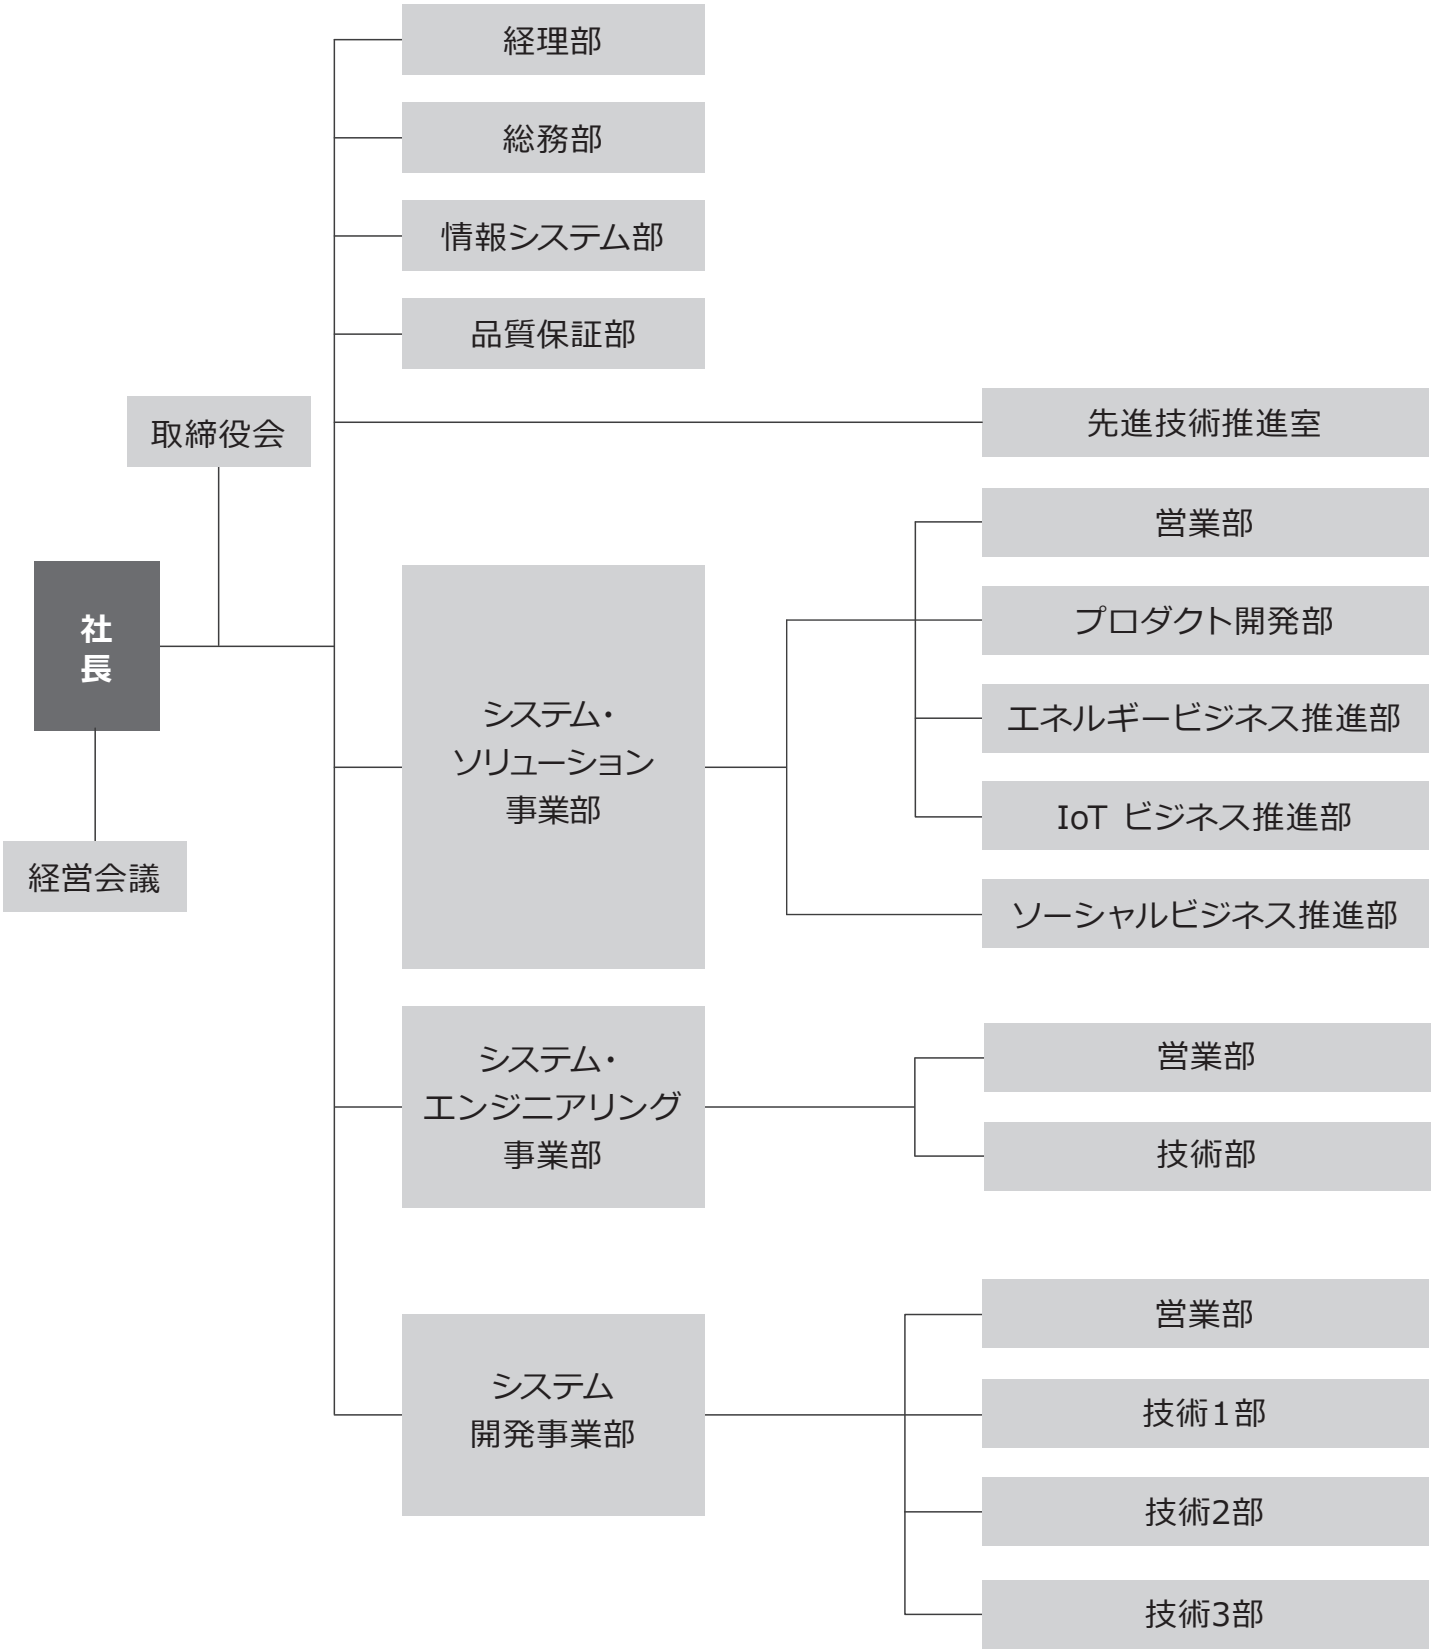 経理部
総務部
情報システム部
品質保証部
取締役会
社
長
経営会議
先進技術推進室
システム・
ソリューション
事業部
営業部
プロダクト開発部
エネルギービジネス推進部
IoT ビジネス推進部
ソーシャルビジネス推進部
システム・
エンジニアリング
事業部
営業部
技術部
システム
開発事業部
営業部
技術1部
技術2部
技術3部